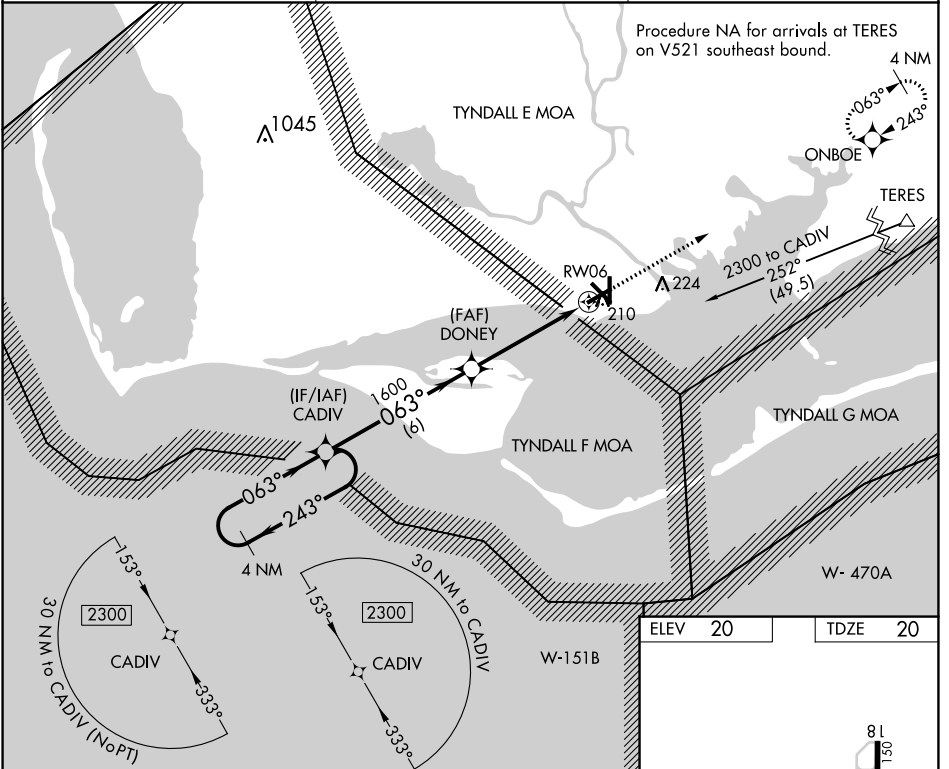 Procedure NA for arrivals at TERES
on V521 southeast bound.
4 NM
063°
243°
ONBOE
1045
TYNDALL E MOA
TERES
2300 to CADIV
252°
(49.5)
RW06
224
210
(FAF)
DONEY
(IF/IAF)
CADIV
1600
063°
(6)
TYNDALL F MOA
TYNDALL G MOA
063°
243°
4 NM
W- 470A
W-151B
30 NM to CADIV (NoPT)
153°
2300
CADIV
333°
30 NM to CADIV
153°
2300
CADIV
333°
ELEV 20
TDZE 20
18
150